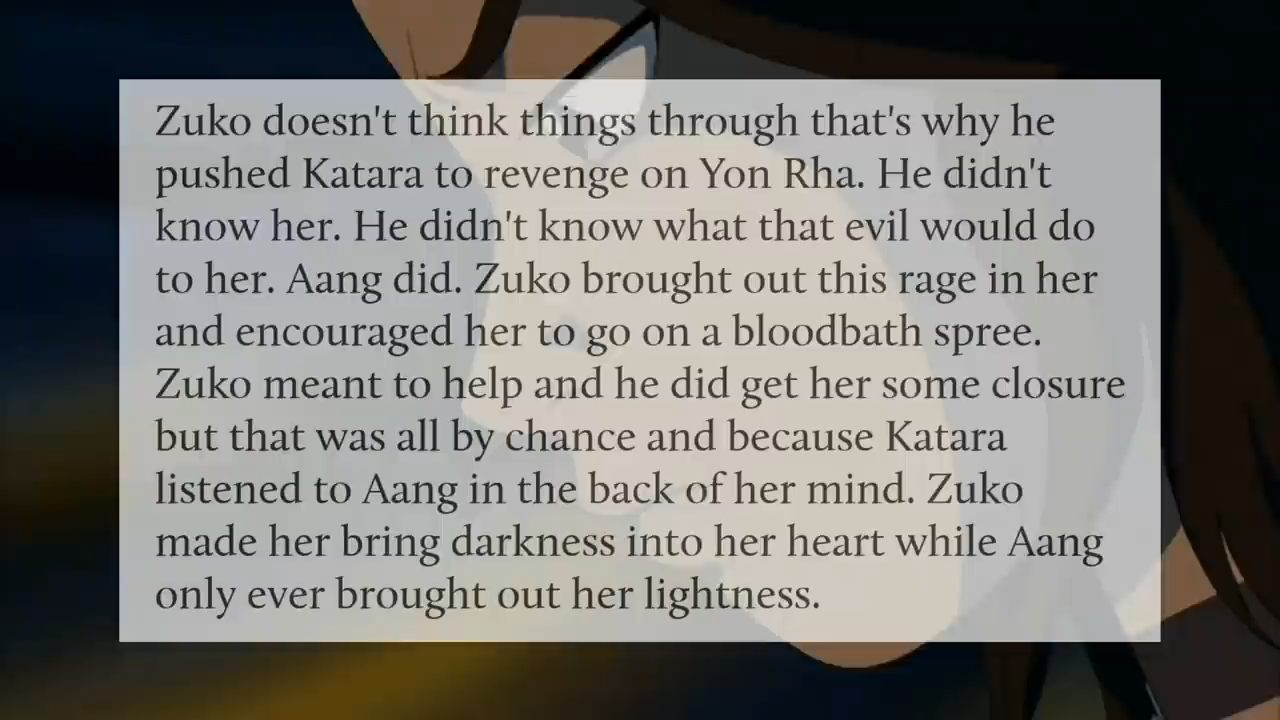 Zuko doesn't think things through that's why he
pushed Katara to revenge on Yon Rha. He didn't
know her. He didn't know what that evil would do
to her. Aang did. Zuko brought out this rage in her
and encouraged her to go on a bloodbath spree.
Zuko meant to help and he did get her some closure
but that was all by chance and because Katara
listened to Aang in the back of her mind. Zuko
made her bring darkness into her heart while Aang
only ever brought out her lightness.